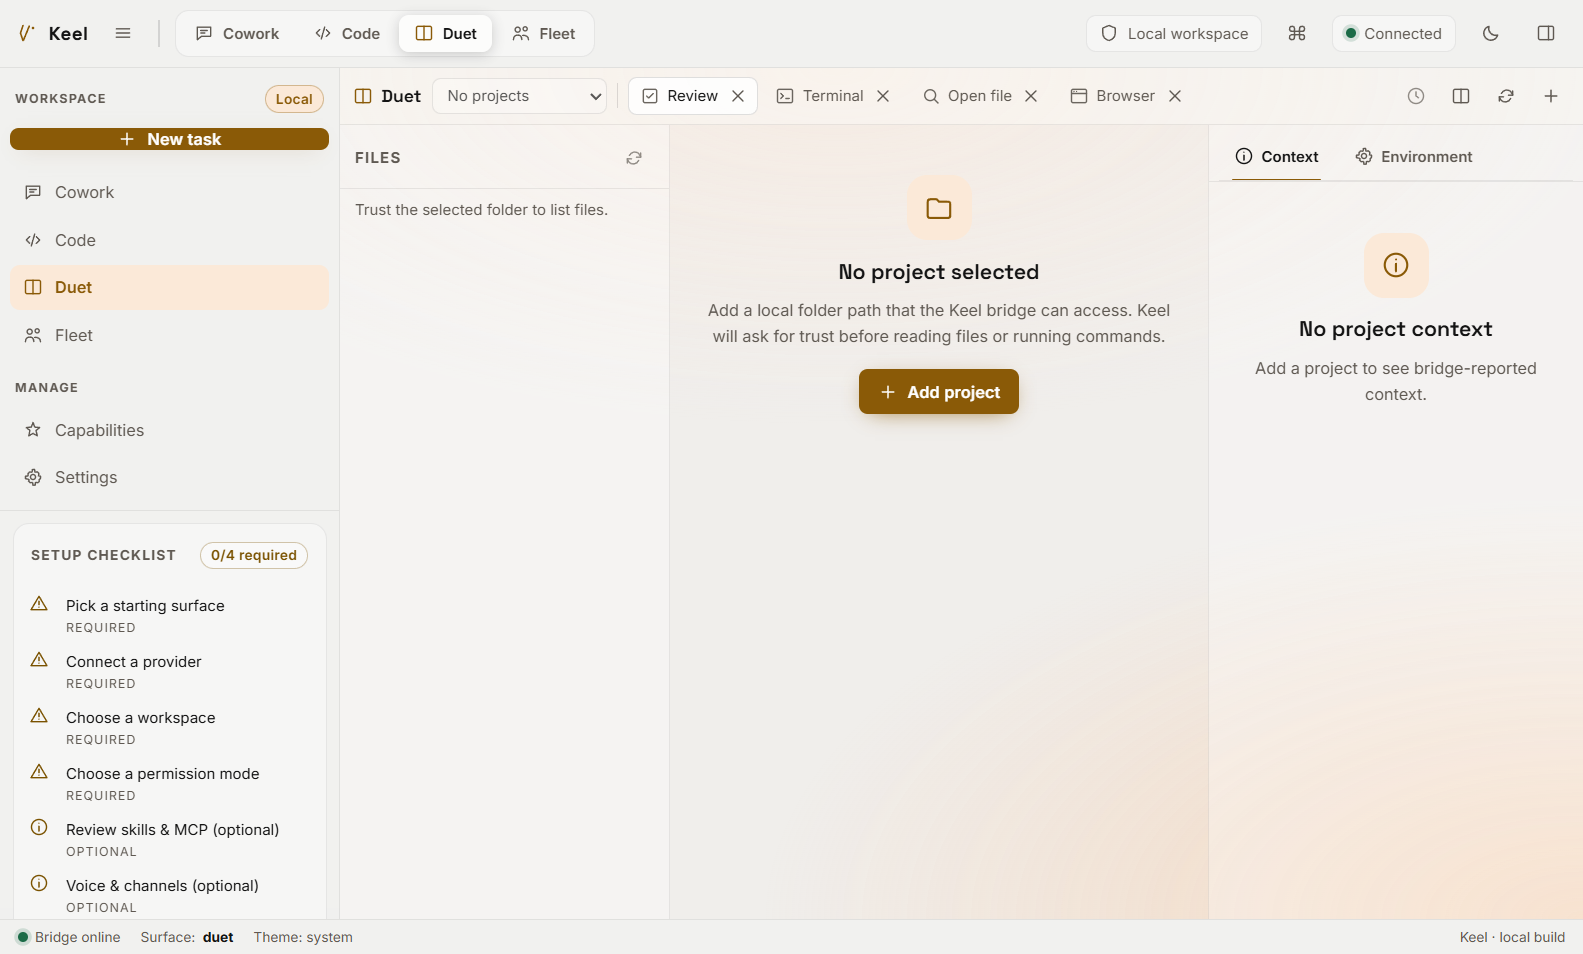 Keel
Cowork
Code
Duet
Fleet
Local workspace
Connected
WORKSPACE
Local
New task
Cowork
Code
Duet
Fleet
MANAGE
Capabilities
Settings
SETUP CHECKLIST
0/4 required
Pick a starting surface
REQUIRED
Connect a provider
REQUIRED
Choose a workspace
REQUIRED
Choose a permission mode
REQUIRED
Review skills & MCP (optional)
OPTIONAL
Voice & channels (optional)
OPTIONAL
Duet
No projects
Review
Terminal
Open file
Browser
FILES
Trust the selected folder to list files.
No project selected
Add a local folder path that the Keel bridge can access. Keel
will ask for trust before reading files or running commands.
Add project
Context
Environment
No project context
Add a project to see bridge-reported
context.
Bridge online
Surface: duet
Theme: system
Keel · local build